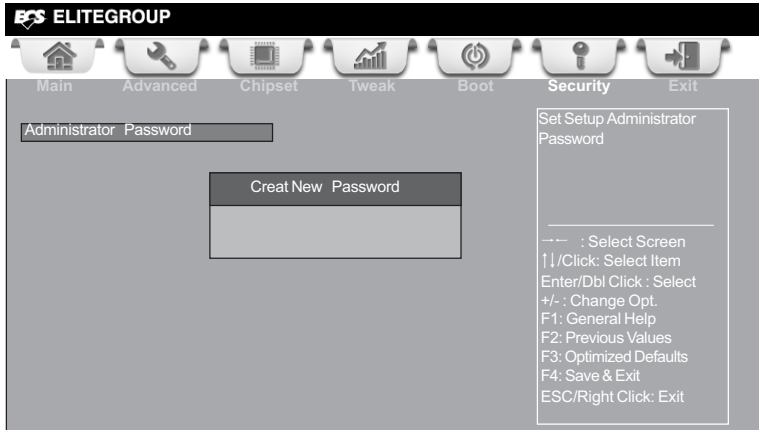 ECS ELITEGROUP
Main Advanced Chipset Tweak Boot Security Exit
Administrator Password
Creat New Password
Set Setup Administrator
Password
→← : Select Screen
↑↓/Click: Select Item
Enter/Dbl Click : Select
+/- : Change Opt.
F1: General Help
F2: Previous Values
F3: Optimized Defaults
F4: Save & Exit
ESC/Right Click: Exit